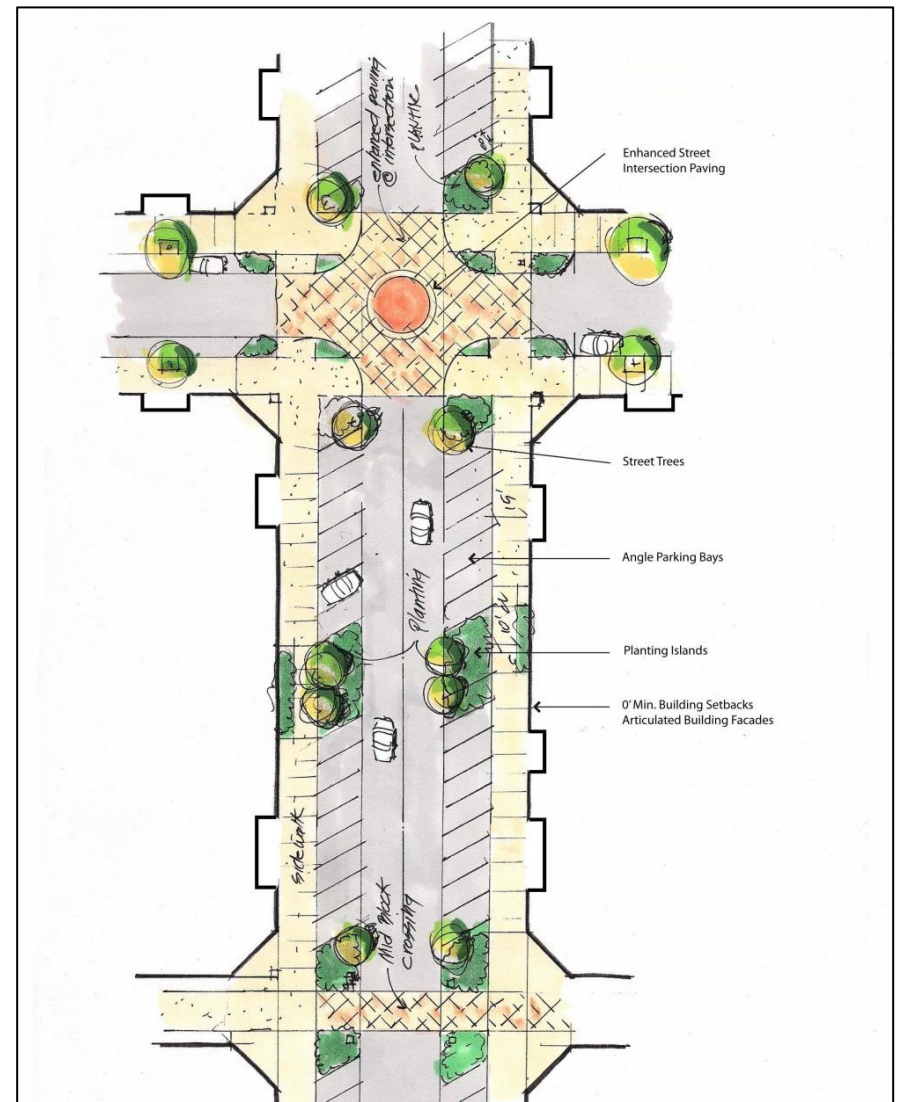 enhanced paving
@ intersection
Enhanced Street
Intersection Paving
Street Trees
19'
Angle Parking Bays
Planting
Planting Islands
0' Min. Building Setbacks
Articulated Building Facades
sidewalk
Mid Block
crossing